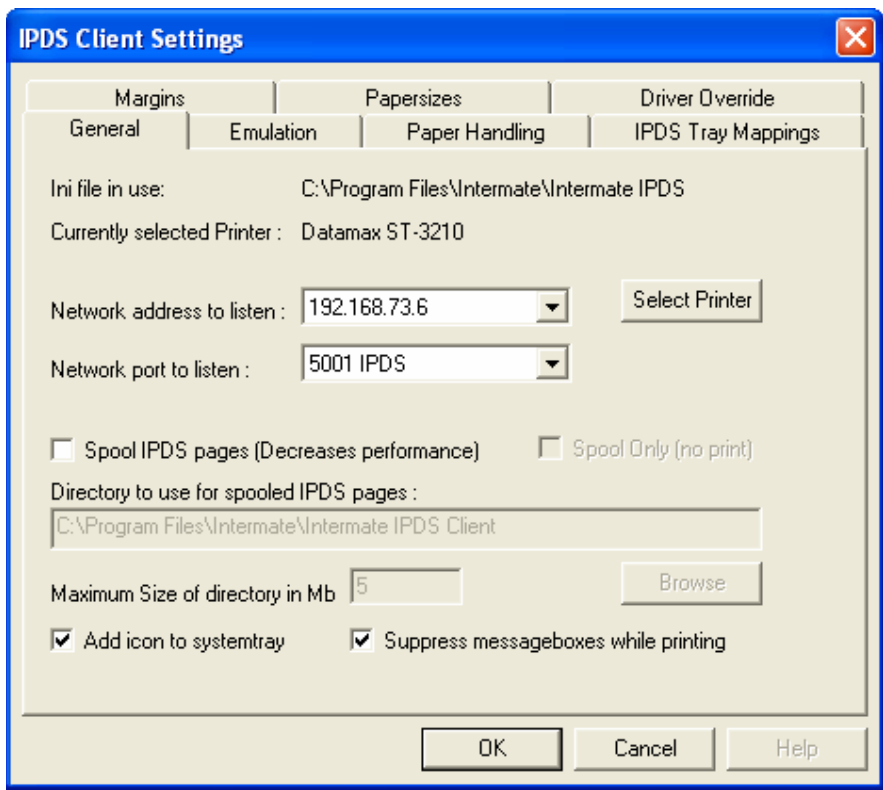 IPDS Client Settings
Margins Papersizes Driver Override
General Emulation Paper Handling IPDS Tray Mappings
Ini file in use: C:\Program Files\Intermate\Intermate IPDS
Currently selected Printer : Datamax ST-3210
Network address to listen : 192.168.73.6 Select Printer
Network port to listen : 5001 IPDS
Spool IPDS pages (Decreases performance) Spool Only (no print)
Directory to use for spooled IPDS pages :
C:\Program Files\Intermate\Intermate IPDS Client
Maximum Size of directory in Mb 5 Browse
Add icon to systemtray Suppress messageboxes while printing
OK Cancel Help